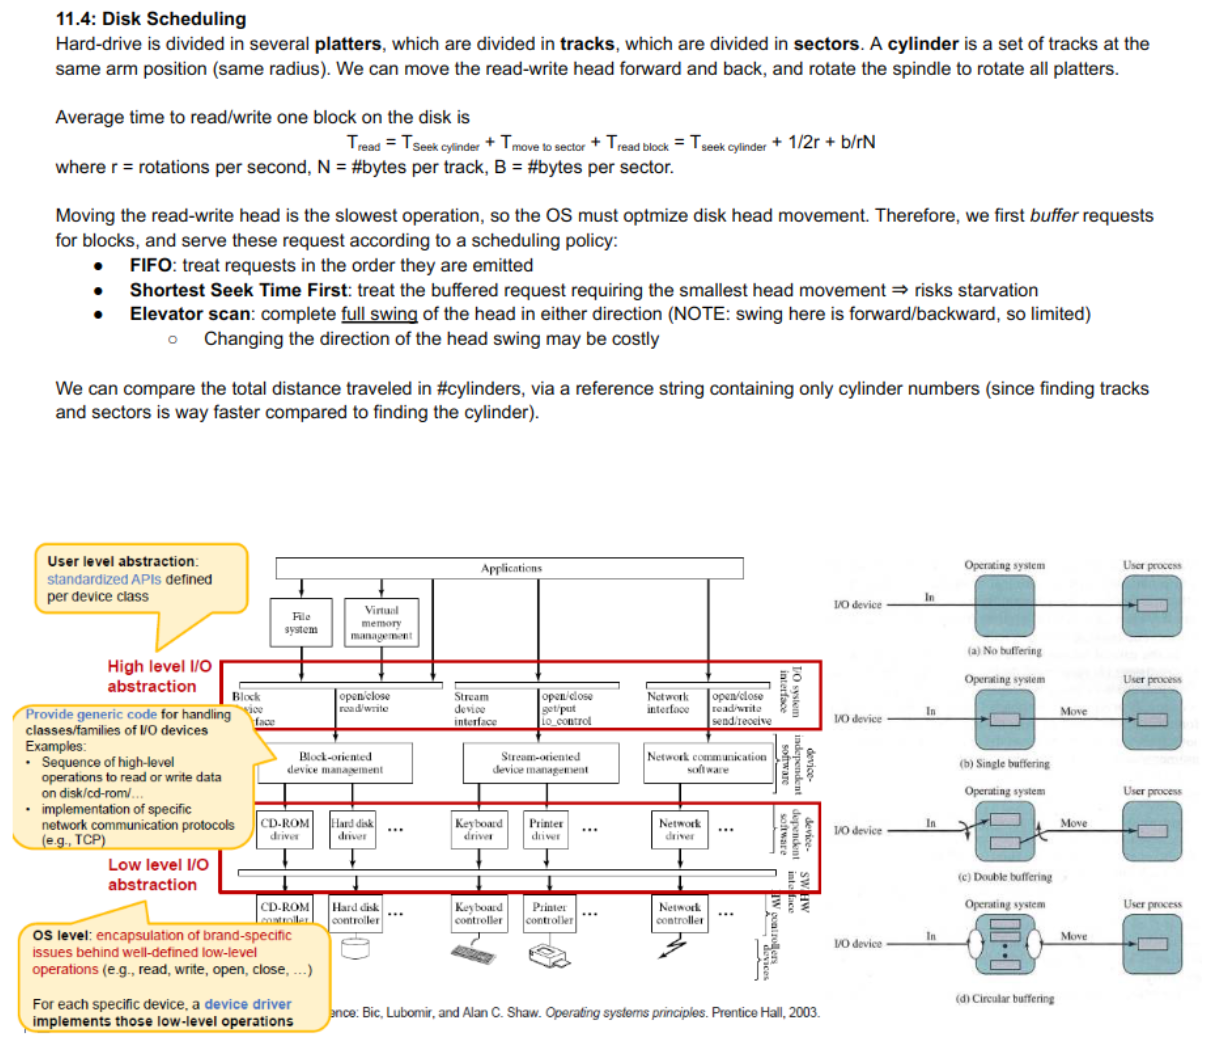 11.4: Disk Scheduling
Hard-drive is divided in several platters, which are divided in tracks, which are divided in sectors. A cylinder is a set of tracks at the
same arm position (same radius). We can move the read-write head forward and back, and rotate the spindle to rotate all platters.
Average time to read/write one block on the disk is
Tread = TSeek cylinder + Tmove to sector + Tread block = Tseek cylinder + 1/2r + b/rN
where r = rotations per second, N = #bytes per track, B = #bytes per sector.
Moving the read-write head is the slowest operation, so the OS must optmize disk head movement. Therefore, we first buffer requests
for blocks, and serve these request according to a scheduling policy:
● FIFO: treat requests in the order they are emitted
● Shortest Seek Time First: treat the buffered request requiring the smallest head movement ⇒ risks starvation
● Elevator scan: complete full swing of the head in either direction (NOTE: swing here is forward/backward, so limited)
○ Changing the direction of the head swing may be costly
We can compare the total distance traveled in #cylinders, via a reference string containing only cylinder numbers (since finding tracks
and sectors is way faster compared to finding the cylinder).
User level abstraction:
standardized APIs defined
per device class
High level I/O
abstraction
Provide generic code for handling
classes/families of I/O devices
Examples:
• Sequence of high-level
operations to read or write data
on disk/cd-rom/...
• implementation of specific
network communication protocols
(e.g., TCP)
Low level I/O
abstraction
OS level: encapsulation of brand-specific
issues behind well-defined low-level
operations (e.g., read, write, open, close, ...)
For each specific device, a device driver
implements those low-level operations
Applications
File
system
Virtual
memory
management
Block
vice
face
open/close
read/write
Stream
device
interface
open/close
get/put
io_control
Network
interface
open/close
read/write
send/receive
I/O system
interface
Block-oriented
device management
Stream-oriented
device management
Network communication
software
device-
independent
software
CD-ROM
driver
Hard disk
driver
...
Keyboard
driver
Printer
driver
...
Network
driver
...
device-
dependent
software
SW/HW
interface
CD-ROM
controller
Hard disk
controller
...
Keyboard
controller
Printer
controller
...
Network
controller
...
HW controllers
devices
ence: Bic, Lubomir, and Alan C. Shaw. Operating systems principles. Prentice Hall, 2003.
Operating system
User process
I/O device
In
(a) No buffering
Operating system
User process
I/O device
In
Move
(b) Single buffering
Operating system
User process
I/O device
In
Move
(c) Double buffering
Operating system
User process
I/O device
In
Move
(d) Circular buffering